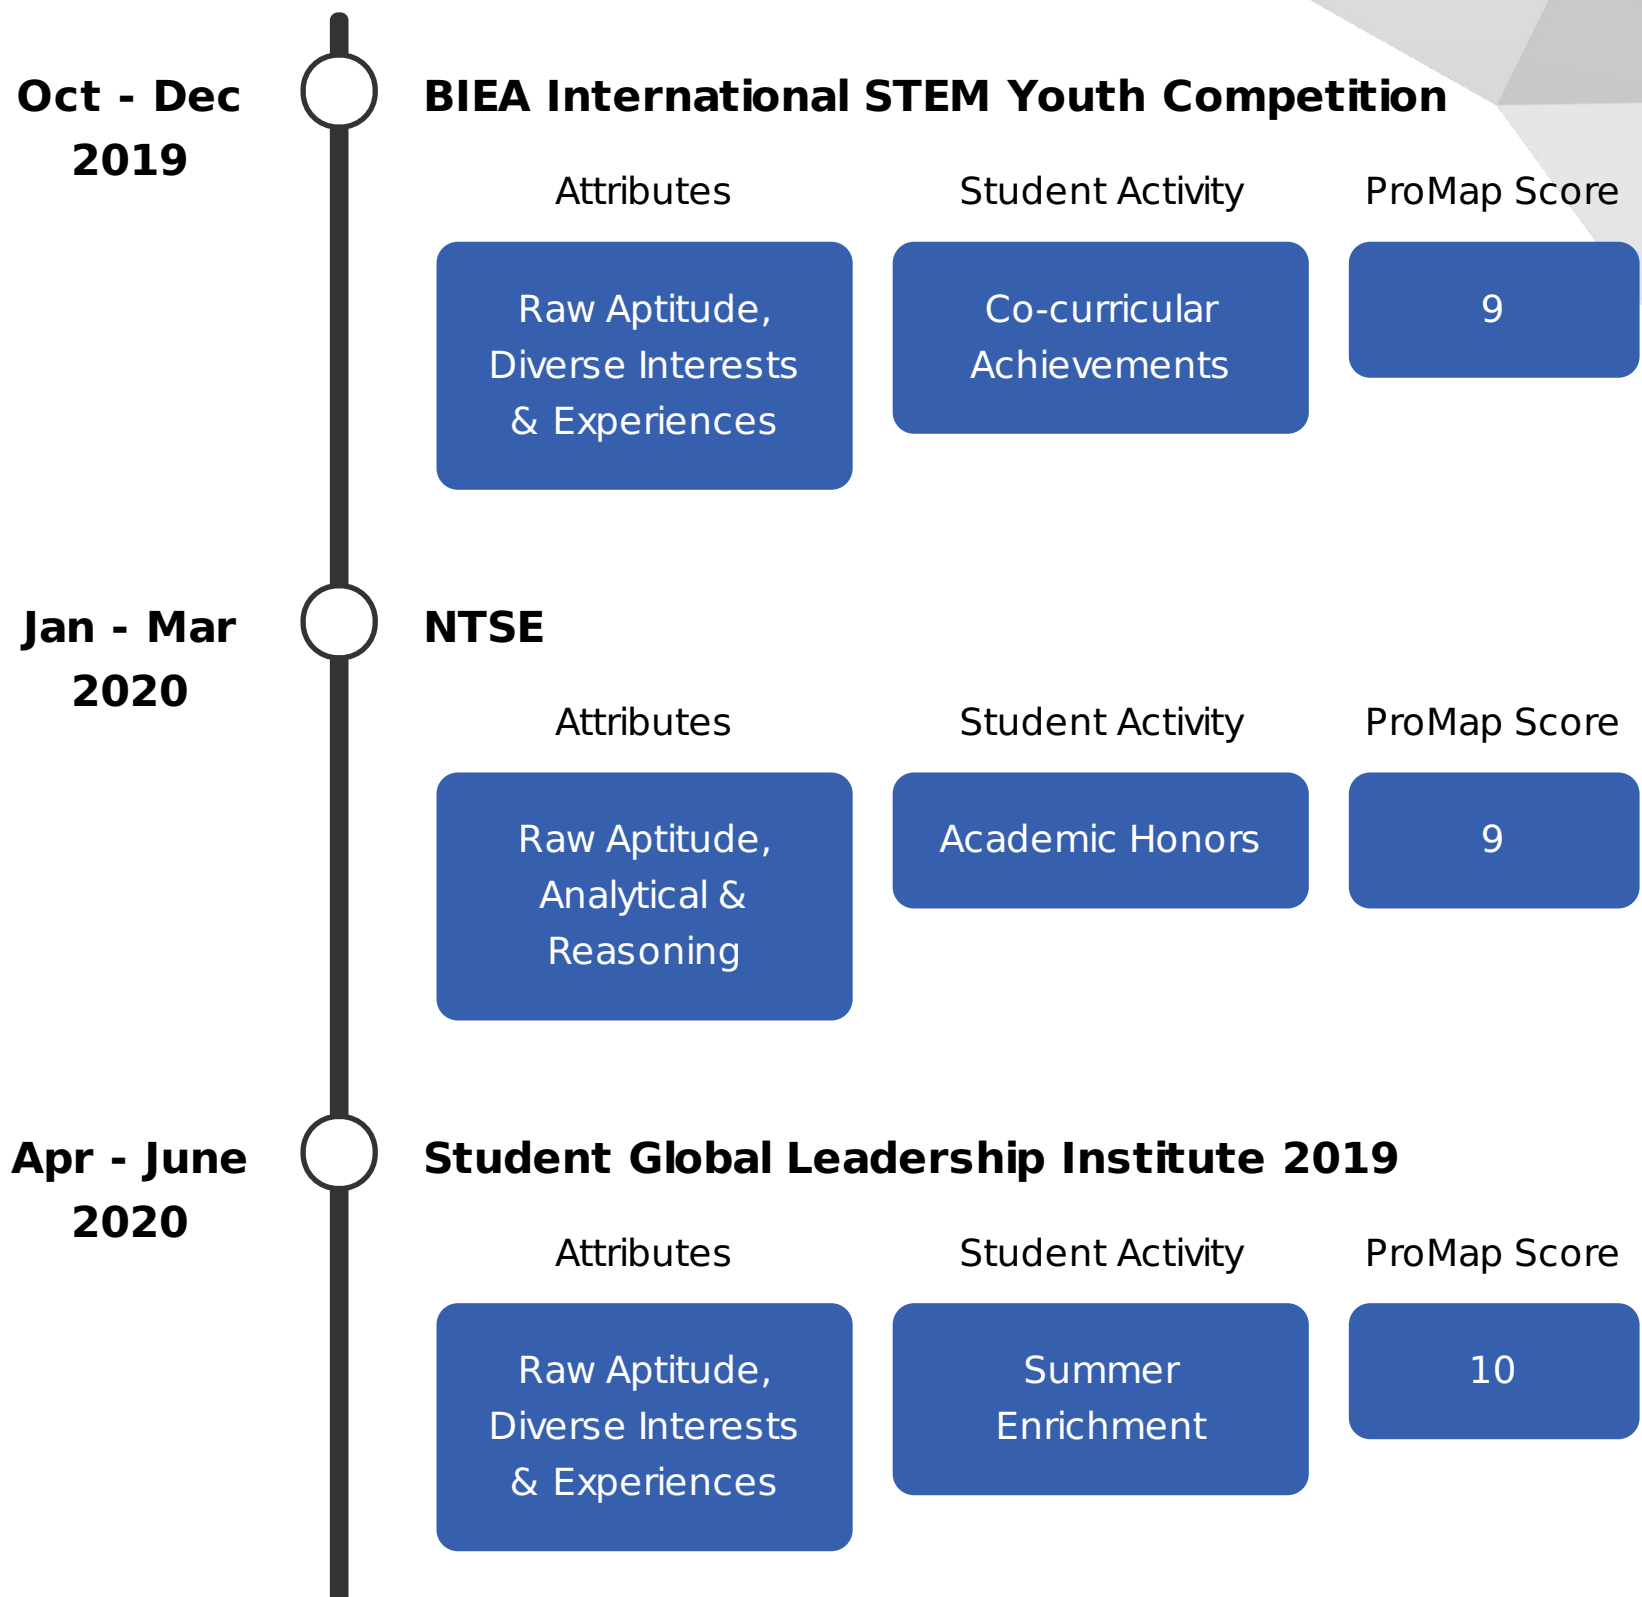 Oct - Dec
2019
BIEA International STEM Youth Competition
Attributes
Student Activity
ProMap Score
Raw Aptitude,
Diverse Interests
& Experiences
Co-curricular
Achievements
9
Jan - Mar
2020
NTSE
Attributes
Student Activity
ProMap Score
Raw Aptitude,
Analytical &
Reasoning
Academic Honors
9
Apr - June
2020
Student Global Leadership Institute 2019
Attributes
Student Activity
ProMap Score
Raw Aptitude,
Diverse Interests
& Experiences
Summer
Enrichment
10